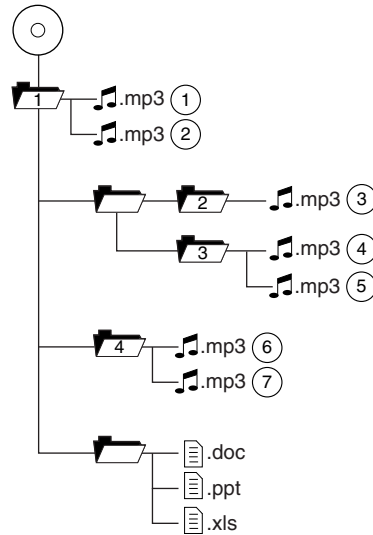 1 .mp3 1
.mp3 2
2 .mp3 3
3 .mp3 4
.mp3 5
4 .mp3 6
.mp3 7
.doc
.ppt
.xls